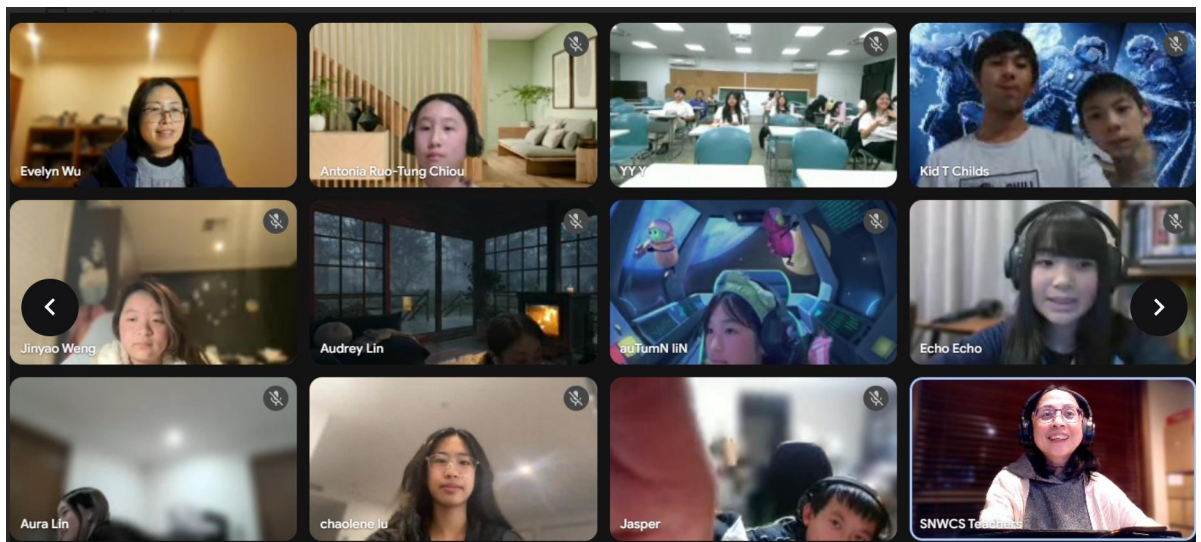 Evelyn Wu
Antonia Ruo-Tung Chiou
YY Y
Kid T Childs
Jinyao Weng
Audrey Lin
auTumN liN
Echo Echo
Aura Lin
chaolene lu
Jasper
SNWCS Teachers